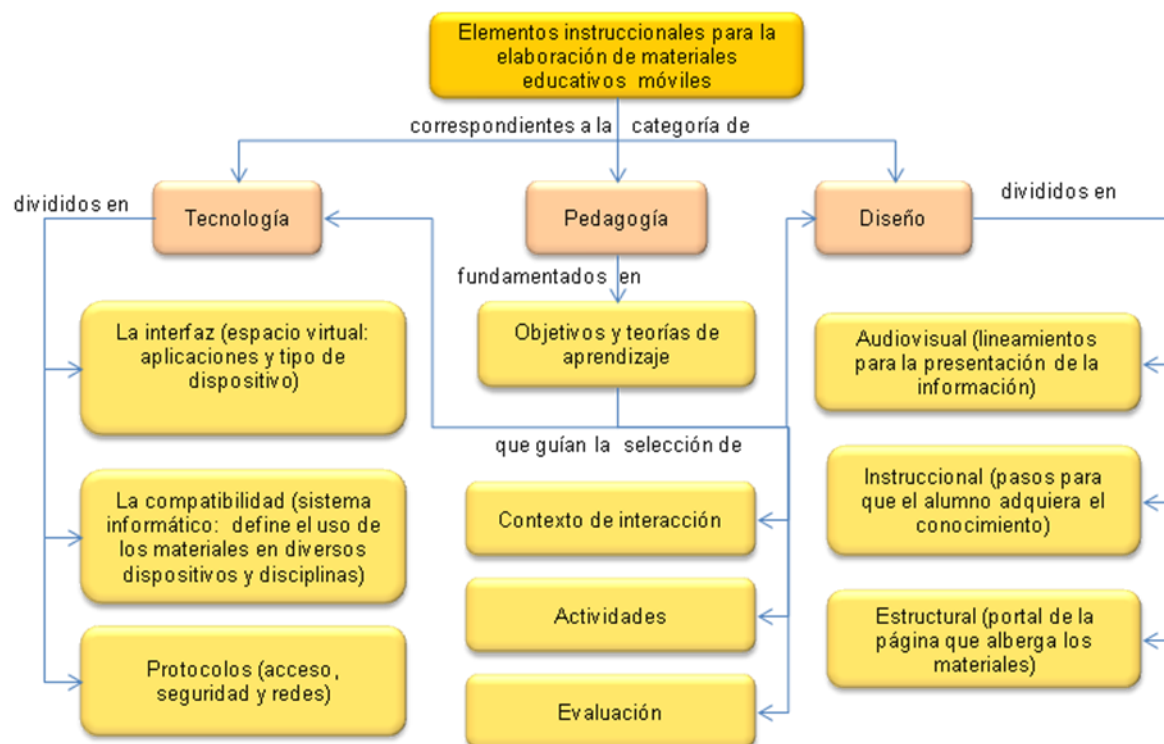 Elementos instruccionales para la
elaboración de materiales
educativos móviles
correspondientes a la categoría de
divididos en
Tecnología
Pedagogía
Diseño
divididos en
fundamentados en
La interfaz (espacio virtual:
aplicaciones y tipo de
dispositivo)
Objetivos y teorías de
aprendizaje
Audiovisual (lineamientos
para la presentación de la
información)
que guían la selección de
La compatibilidad (sistema
informático: define el uso de
los materiales en diversos
dispositivos y disciplinas)
Contexto de interacción
Instruccional (pasos para
que el alumno adquiera el
conocimiento)
Actividades
Protocolos (acceso,
seguridad y redes)
Estructural (portal de la
página que alberga los
materiales)
Evaluación